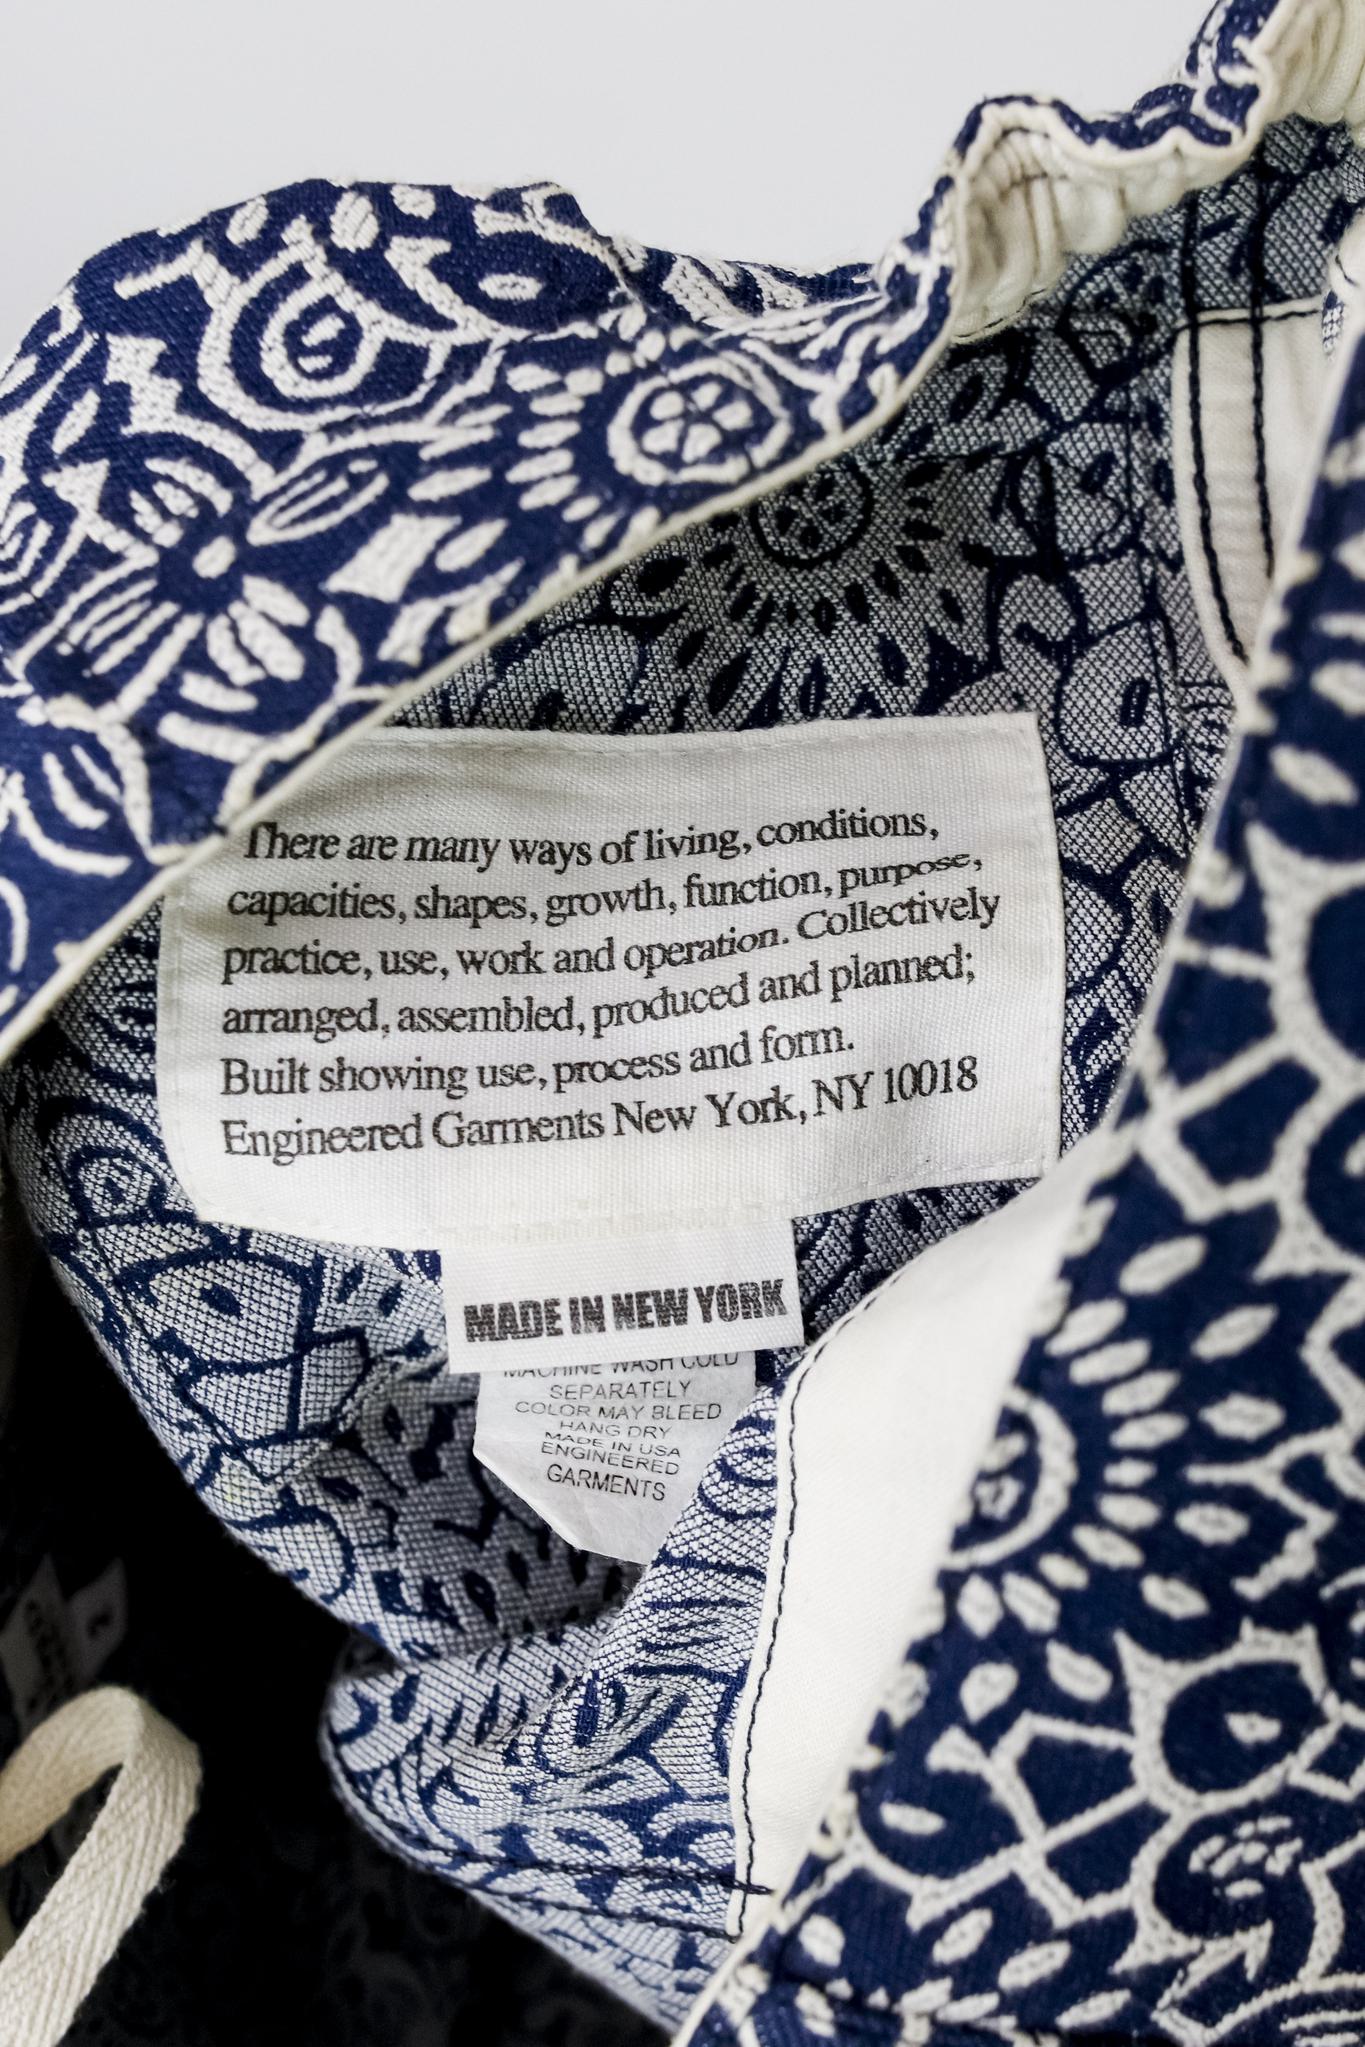 There are many ways of living, conditions,
capacities, shapes, growth, function, purpose,
practice, use, work and operation. Collectively
arranged, assembled, produced and planned;
Built showing use, process and form.
Engineered Garments New York, NY 10018
MADE IN NEW YORK
MACHINE WASH COLD
SEPARATELY
COLOR MAY BLEED
HANG DRY
MADE IN USA
ENGINEERED
GARMENTS